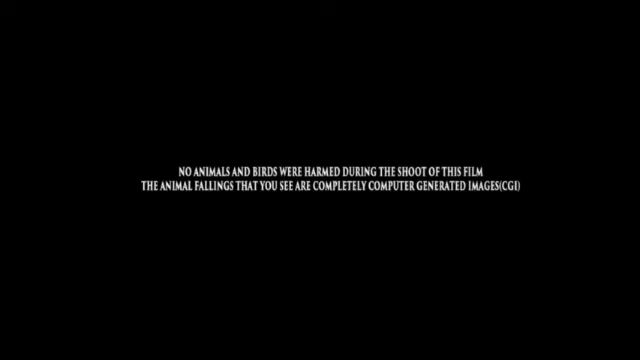 NO ANIMALS AND BIRDS WERE HARMED DURING THE SHOOT OF THIS FILM
THE ANIMAL FALLINGS THAT YOU SEE ARE COMPLETELY COMPUTER GENERATED IMAGES(CGI)